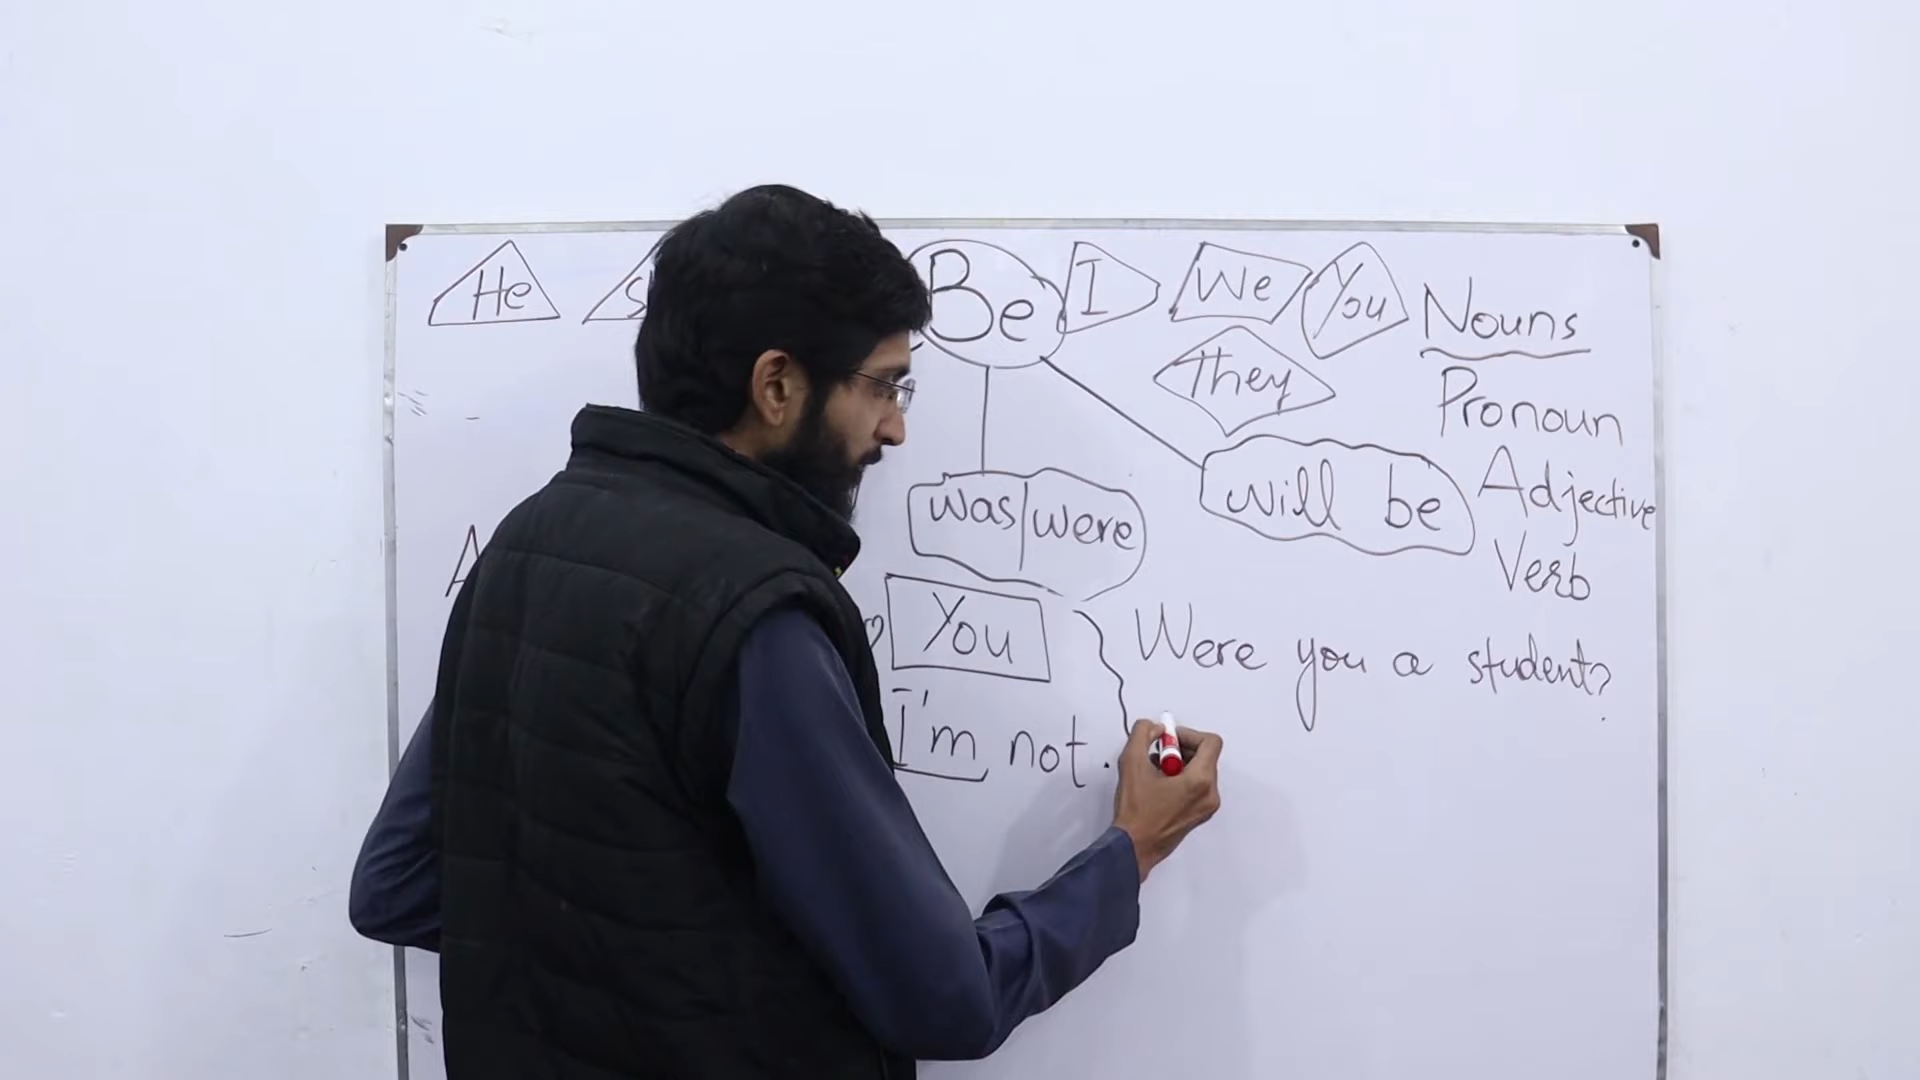 He Be I We You Nouns
They
Pronoun
was|were will be Adjective
Verb
You Were you a student?
I'm not.